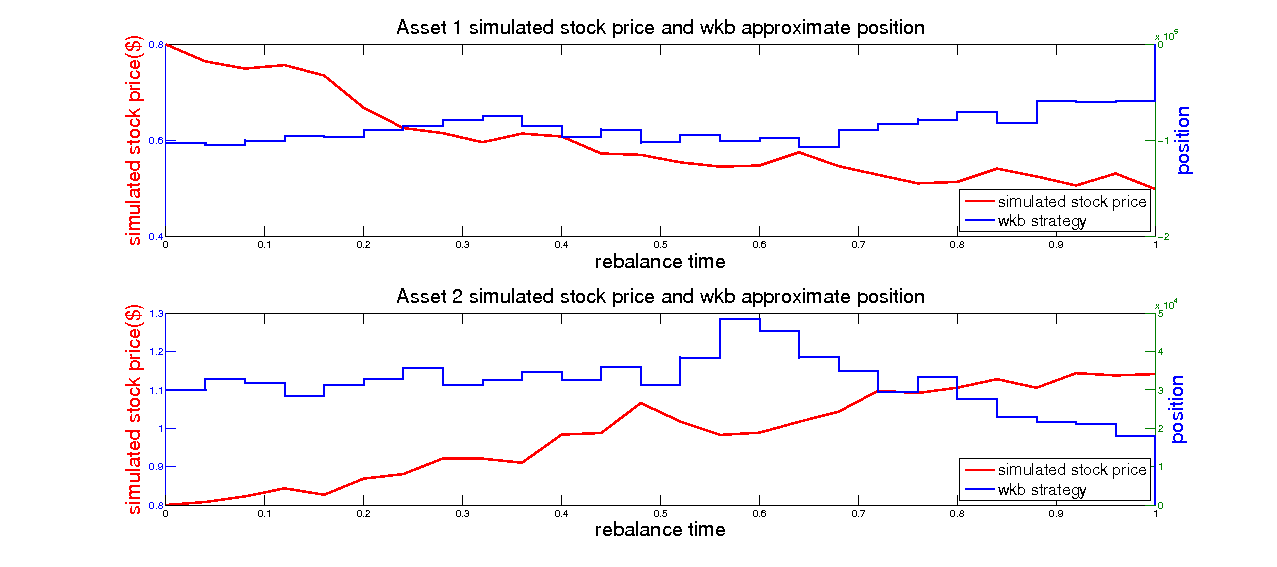 Asset 1 simulated stock price and wkb approximate position
x 10^5
simulated stock price($)
0.8
0.6
0.4
0
-1
-2
position
simulated stock price
wkb strategy
0 0.1 0.2 0.3 0.4 0.5 0.6 0.7 0.8 0.9 1
rebalance time
Asset 2 simulated stock price and wkb approximate position
x 10^4
simulated stock price($)
1.3
1.2
1.1
1
0.9
0.8
5
4
3
2
1
0
position
simulated stock price
wkb strategy
0 0.1 0.2 0.3 0.4 0.5 0.6 0.7 0.8 0.9 1
rebalance time